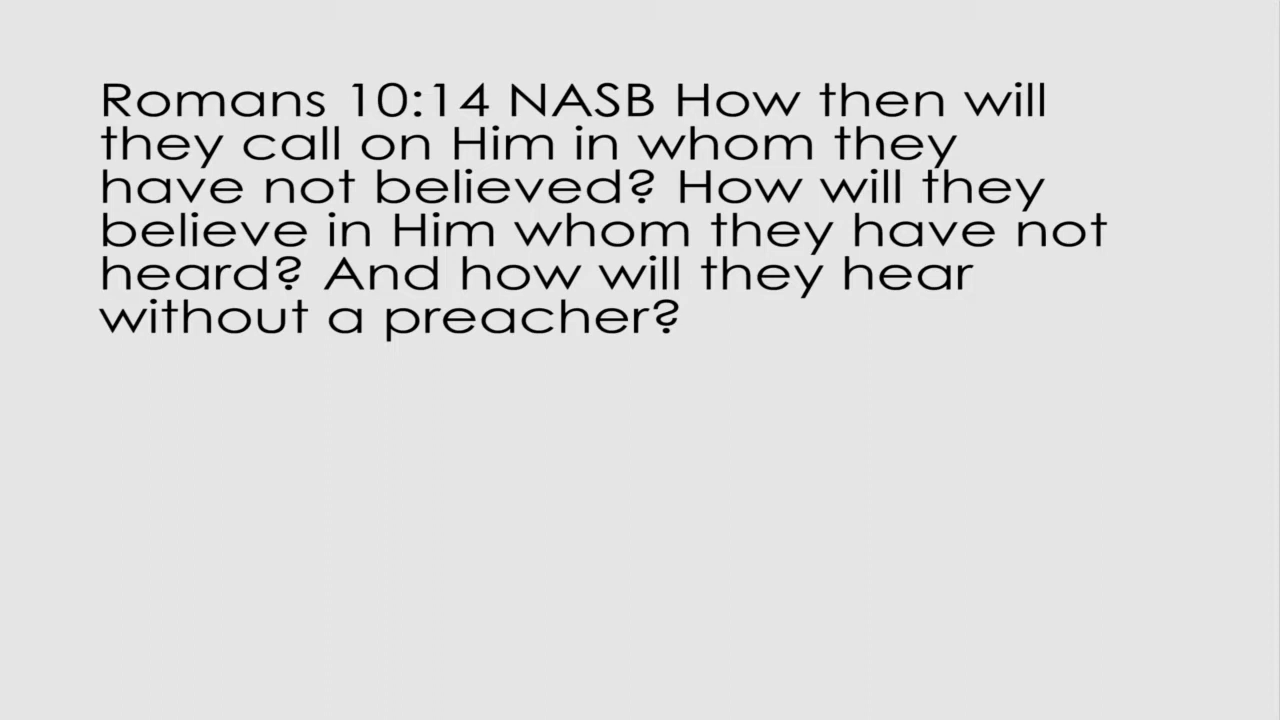 Romans 10:14 NASB How then will
they call on Him in whom they
have not believed? How will they
believe in Him whom they have not
heard? And how will they hear
without a preacher?